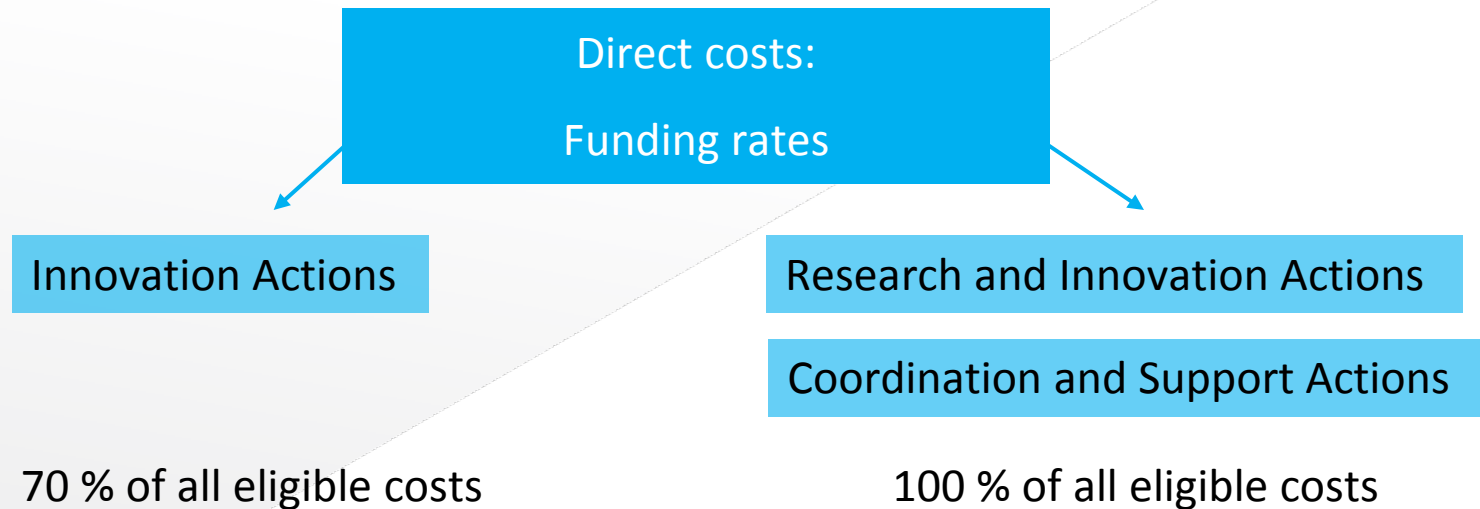 Direct costs:
Funding rates
Innovation Actions
Research and Innovation Actions
Coordination and Support Actions
70 % of all eligible costs
100 % of all eligible costs